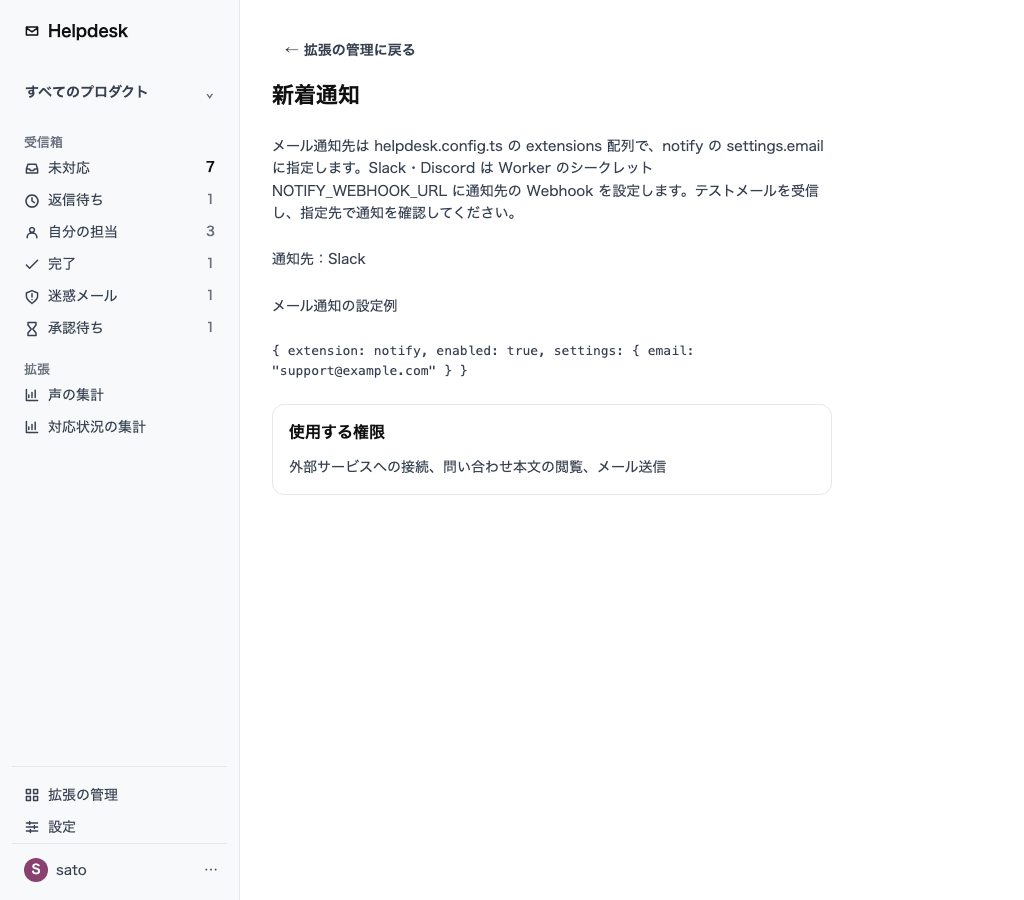 Helpdesk
すべてのプロダクト
受信箱
未対応 7
返信待ち 1
自分の担当 3
完了 1
迷惑メール 1
承認待ち 1
拡張
声の集計
対応状況の集計
拡張の管理
設定
S sato ...
← 拡張の管理に戻る
新着通知
メール通知先は helpdesk.config.ts の extensions 配列で、notify の settings.email
に指定します。Slack・Discord は Worker のシークレット
NOTIFY_WEBHOOK_URL に通知先の Webhook を設定します。テストメールを受信
し、指定先で通知を確認してください。
通知先：Slack
メール通知の設定例
{ extension: notify, enabled: true, settings: { email:
"support@example.com" } }
使用する権限
外部サービスへの接続、問い合わせ本文の閲覧、メール送信